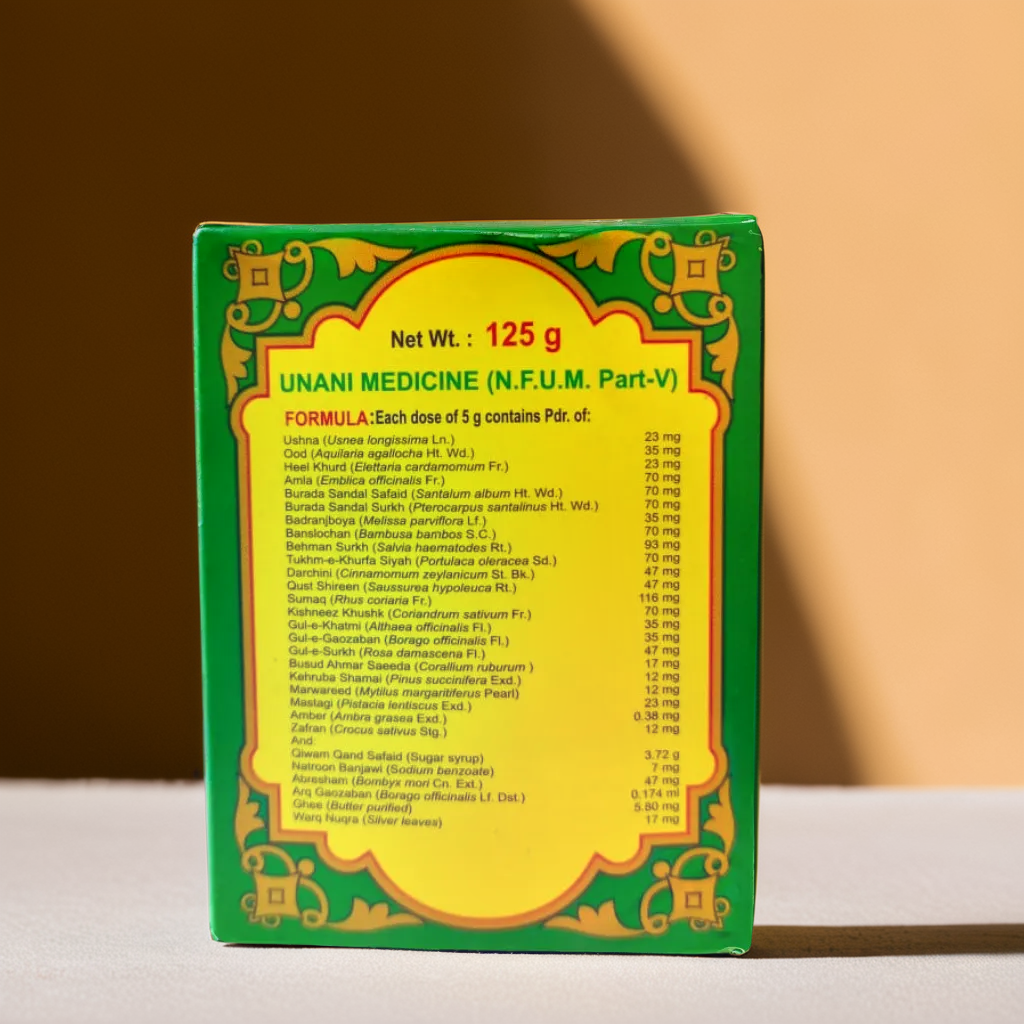 Net Wt. : 125 g
UNANI MEDICINE (N.F.U.M. Part-V)
FORMULA:Each dose of 5 g contains Pdr. of:
Ushna (Usnea longissima Ln.) 23 mg
Ood (Aquilaria agallocha Ht. Wd.) 35 mg
Heel Khurd (Elettaria cardamomum Fr.) 23 mg
Amla (Emblica officinalis Fr.) 70 mg
Burada Sandal Safaid (Santalum album Ht. Wd.) 70 mg
Burada Sandal Surkh (Pterocarpus santalinus Ht. Wd.) 70 mg
Badranjboya (Melissa parviflora Lf.) 35 mg
Banslochan (Bambusa bambos S.C.) 70 mg
Behman Surkh (Salvia haematodes Rt.) 93 mg
Tukhm-e-Khurfa Siyah (Portulaca oleracea Sd.) 70 mg
Darchini (Cinnamomum zeylanicum St. Bk.) 47 mg
Qust Shireen (Saussurea hypoleuca Rt.) 47 mg
Sumaq (Rhus coriaria Fr.) 116 mg
Kishneez Khushk (Coriandrum sativum Fr.) 70 mg
Gul-e-Khatmi (Althaea officinalis Fl.) 35 mg
Gul-e-Gaozaban (Borago officinalis Fl.) 35 mg
Gul-e-Surkh (Rosa damascena Fl.) 47 mg
Busud Ahmar Saeeda (Corallium ruburum ) 17 mg
Kehruba Shamai (Pinus succinifera Exd.) 12 mg
Marwareed (Mytilus margaritiferus Pearl) 12 mg
Mastagi (Pistacia lentiscus Exd.) 23 mg
Amber (Ambra grasea Exd.) 0.38 mg
Zafran (Crocus sativus Stg.) 12 mg
And:
Qiwam Qand Safaid (Sugar syrup) 3.72 g
Natroon Banjawi (Sodium benzoate) 7 mg
Abresham (Bombyx mori Cn. Ext.) 47 mg
Arq Gaozaban (Borago officinalis Lf. Dst.) 0.174 ml
Ghee (Butter purified) 5.80 mg
Warq Nuqra (Silver leaves) 17 mg